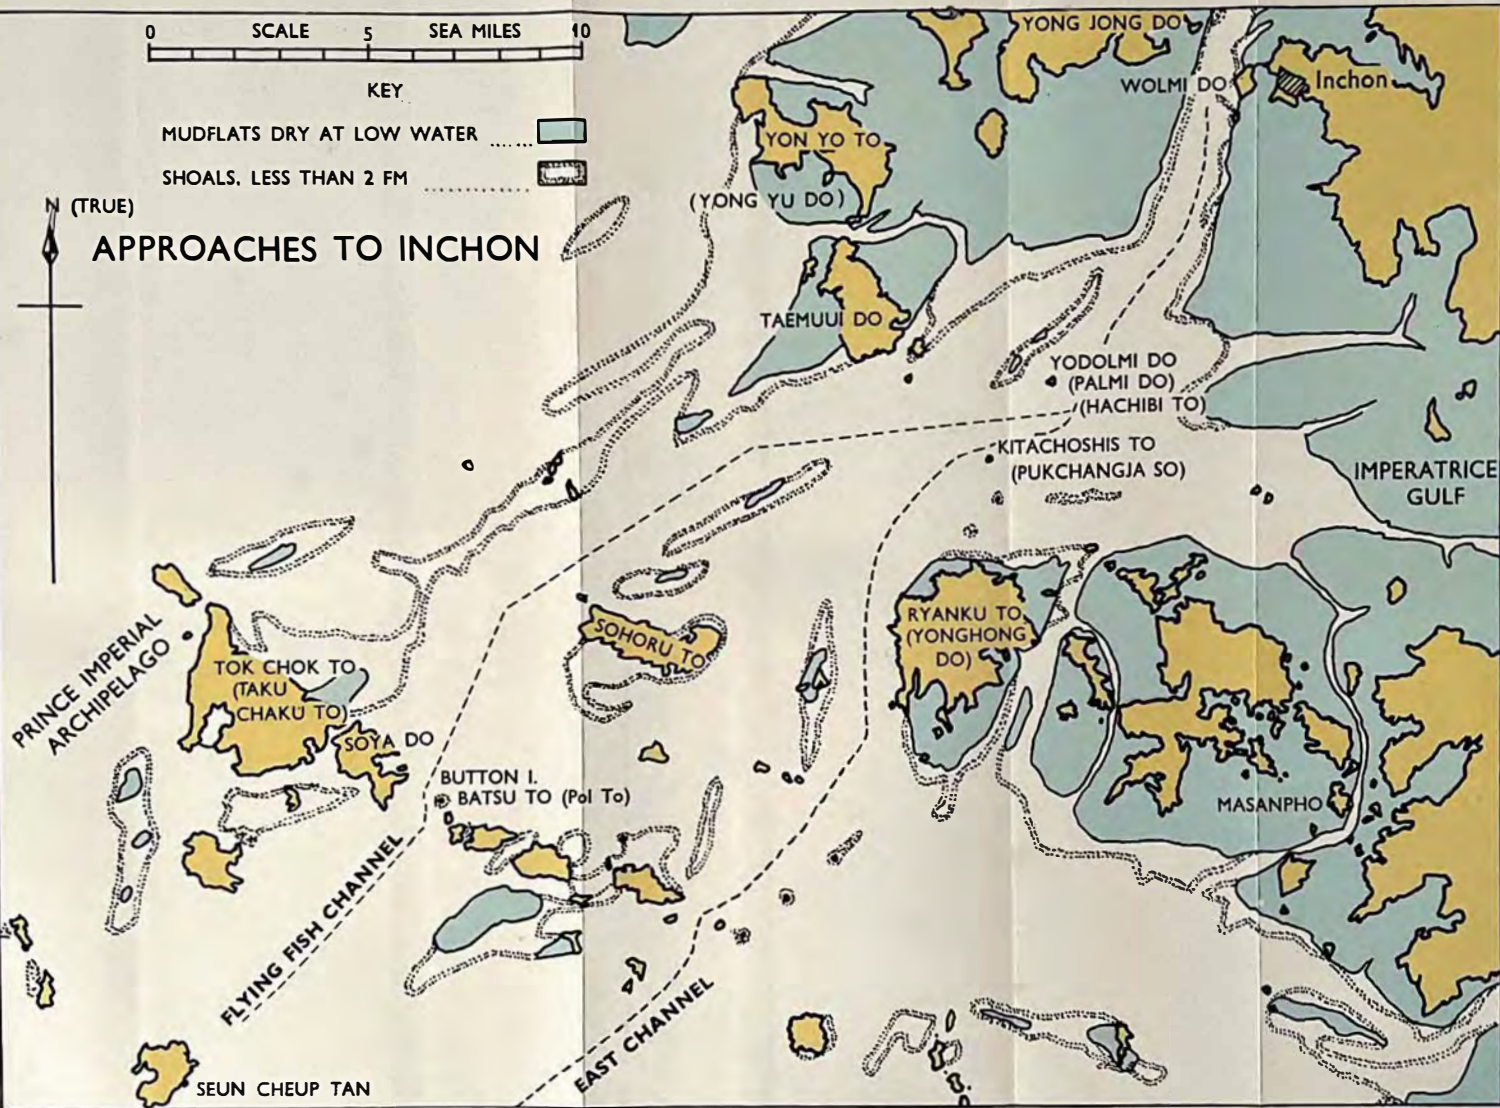 0 SCALE 5 SEA MILES 10
KEY
MUDFLATS DRY AT LOW WATER
SHOALS, LESS THAN 2 FM
N (TRUE)
APPROACHES TO INCHON
YONG JONG DO
WOLMI DO
Inchon
YON YO TO
(YONG YU DO)
TAEMUUI DO
YODOLMI DO
(PALMI DO)
(HACHIBI TO)
KITACHOSHIS TO
(PUKCHANGJA SO)
IMPERATRICE
GULF
PRINCE IMPERIAL
ARCHIPELAGO
TOK CHOK TO
(TAKU
CHAKU TO)
SOYA DO
SOHORU TO
RYANKU TO
(YONGHONG
DO)
BUTTON I.
BATSU TO (Pol To)
MASANPHO
FLYING FISH CHANNEL
EAST CHANNEL
SEUN CHEUP TAN